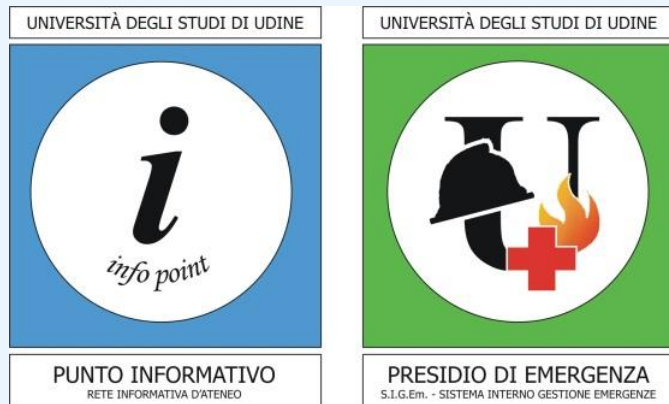 UNIVERSITÀ DEGLI STUDI DI UDINE
i
info point
PUNTO INFORMATIVO
RETE INFORMATIVA D'ATENEO
UNIVERSITÀ DEGLI STUDI DI UDINE
U
PRESIDIO DI EMERGENZA
S.I.G.Em. - SISTEMA INTERNO GESTIONE EMERGENZE